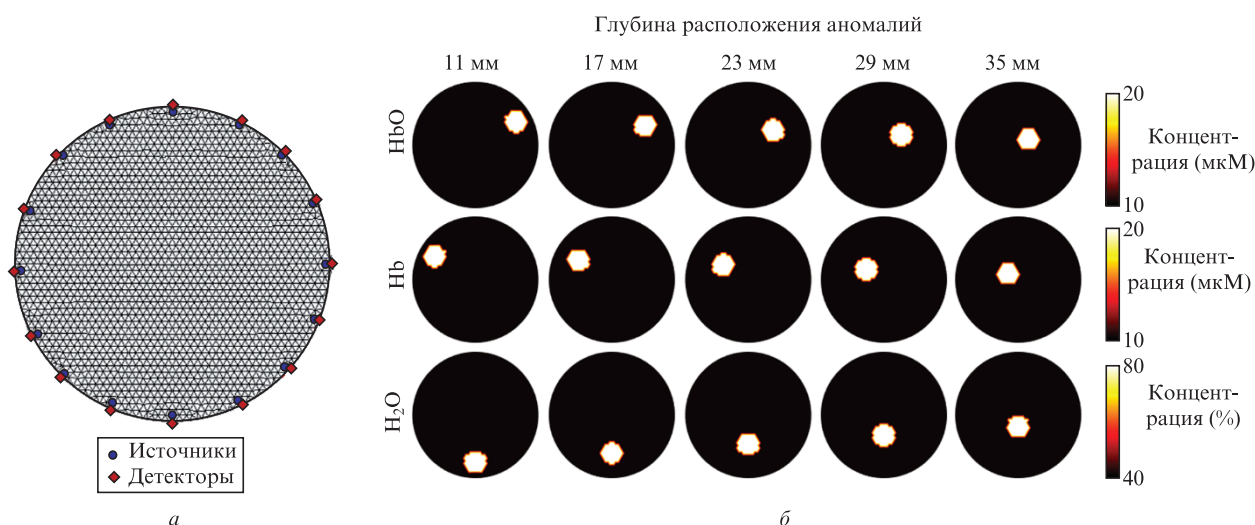 Глубина расположения аномалий
11 мм 17 мм 23 мм 29 мм 35 мм
HbO
20
Концент-
рация (мкМ)
10
Hb
20
Концент-
рация (мкМ)
10
H₂O
80
Концент-
рация (%)
40
Источники
Детекторы
а
б